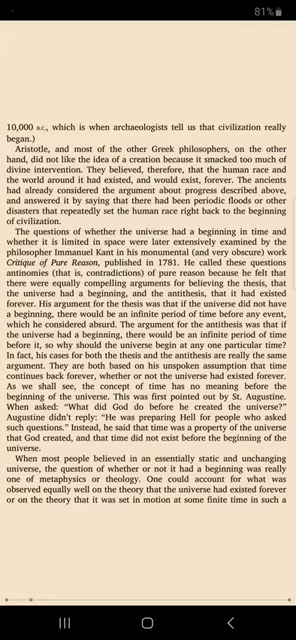 81%
10,000 B.C., which is when archaeologists tell us that civilization really
began.)
Aristotle, and most of the other Greek philosophers, on the other
hand, did not like the idea of a creation because it smacked too much of
divine intervention. They believed, therefore, that the human race and
the world around it had existed, and would exist, forever. The ancients
had already considered the argument about progress described above,
and answered it by saying that there had been periodic floods or other
disasters that repeatedly set the human race right back to the beginning
of civilization.
The questions of whether the universe had a beginning in time and
whether it is limited in space were later extensively examined by the
philosopher Immanuel Kant in his monumental (and very obscure) work
Critique of Pure Reason, published in 1781. He called these questions
antinomies (that is, contradictions) of pure reason because he felt that
there were equally compelling arguments for believing the thesis, that
the universe had a beginning, and the antithesis, that it had existed
forever. His argument for the thesis was that if the universe did not have
a beginning, there would be an infinite period of time before any event,
which he considered absurd. The argument for the antithesis was that if
the universe had a beginning, there would be an infinite period of time
before it, so why should the universe begin at any one particular time?
In fact, his cases for both the thesis and the antithesis are really the same
argument. They are both based on his unspoken assumption that time
continues back forever, whether or not the universe had existed forever.
As we shall see, the concept of time has no meaning before the
beginning of the universe. This was first pointed out by St. Augustine.
When asked: “What did God do before he created the universe?”
Augustine didn’t reply: “He was preparing Hell for people who asked
such questions.” Instead, he said that time was a property of the universe
that God created, and that time did not exist before the beginning of the
universe.
When most people believed in an essentially static and unchanging
universe, the question of whether or not it had a beginning was really
one of metaphysics or theology. One could account for what was
observed equally well on the theory that the universe had existed forever
or on the theory that it was set in motion at some finite time in such a